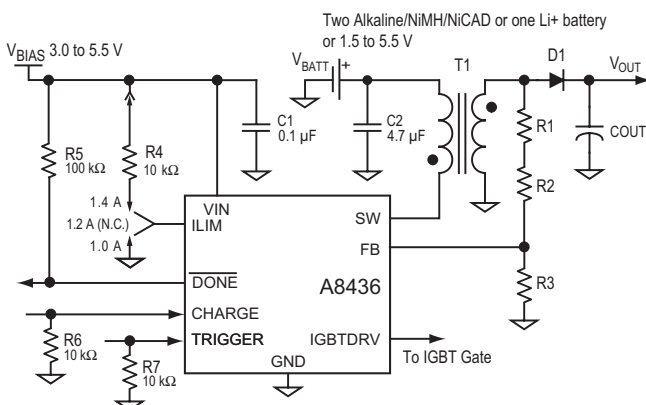 Two Alkaline/NiMH/NiCAD or one Li+ battery
or 1.5 to 5.5 V
VBIAS 3.0 to 5.5 V
VBATT
+
T1
D1
VOUT
R5
100 kΩ
R4
10 kΩ
C1
0.1 µF
C2
4.7 µF
R1
COUT
R2
1.4 A
1.2 A (N.C.)
1.0 A
VIN
ILIM
SW
FB
R3
DONE
A8436
CHARGE
TRIGGER
IGBTDRV
To IGBT Gate
R6
10 kΩ
R7
10 kΩ
GND